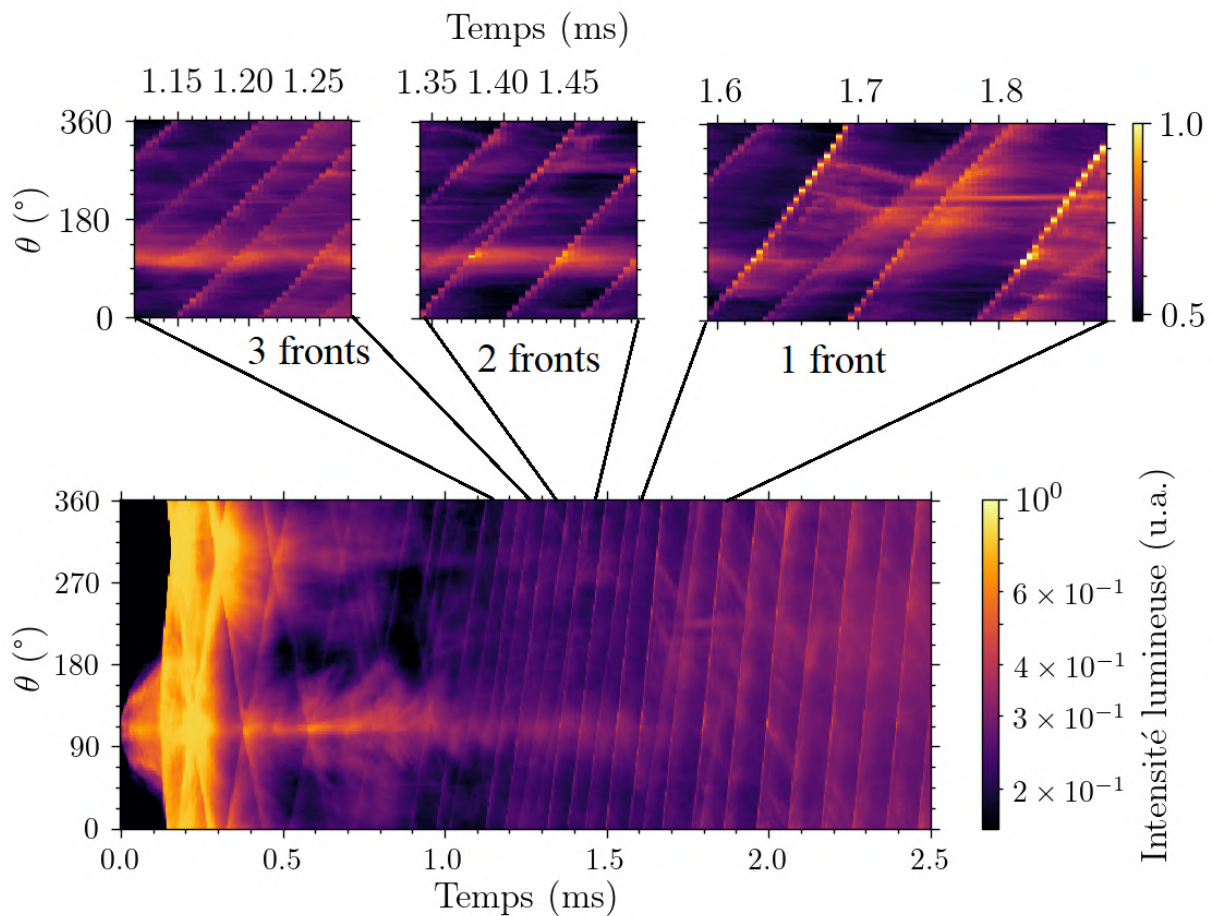 Temps (ms)
1.15 1.20 1.25
1.35 1.40 1.45
1.6 1.7 1.8
360
180
0
θ (°)
1.0
0.5
3 fronts
2 fronts
1 front
360
270
180
90
0
θ (°)
0.0 0.5 1.0 1.5 2.0 2.5
Temps (ms)
10⁰
6 × 10⁻¹
4 × 10⁻¹
3 × 10⁻¹
2 × 10⁻¹
Intensité lumineuse (u.a.)